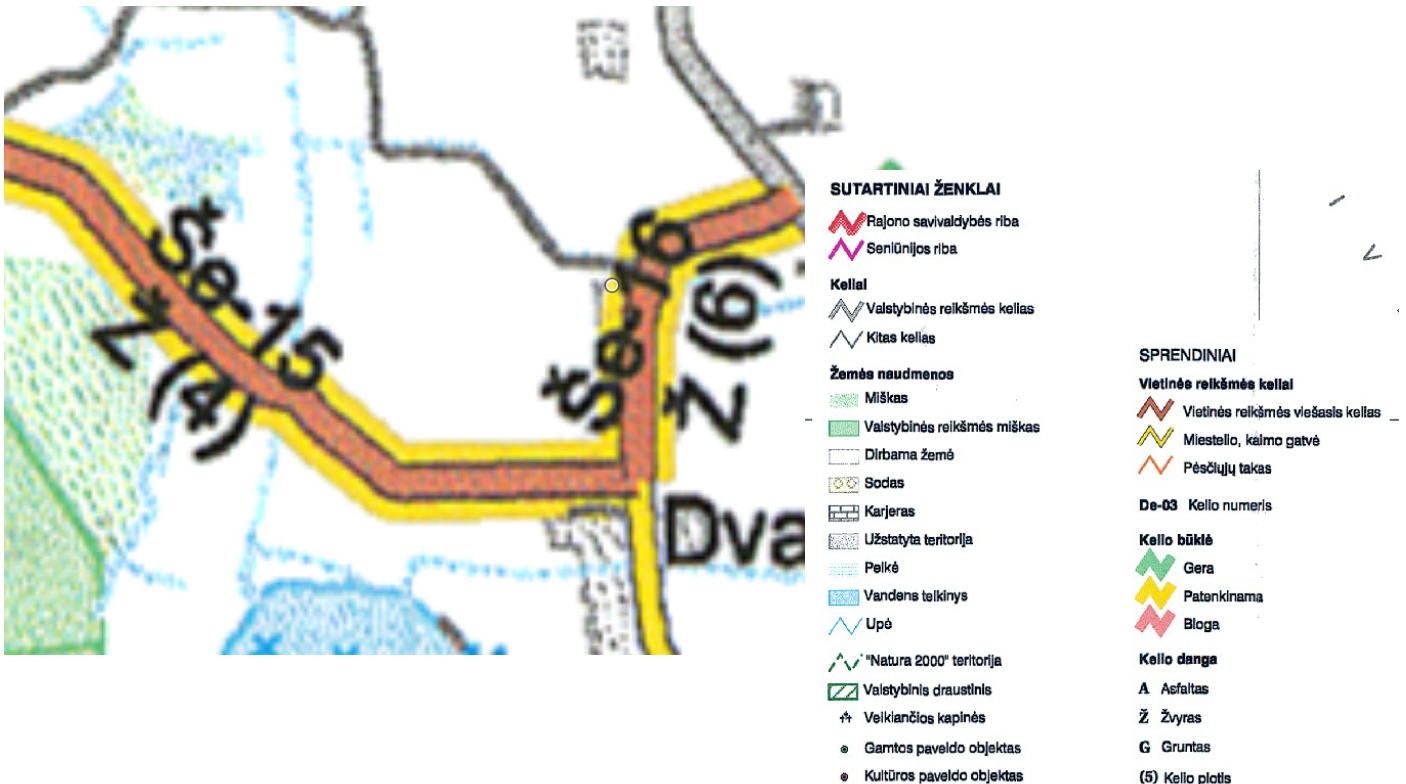 Še-15
Ž (4)
Še-16
Ž (6)
Dva
SUTARTINIAI ŽENKLAI
Rajono savivaldybės riba
Seniūnijos riba
Keliai
Valstybinės reikšmės kelias
Kitas kelias
Žemės naudmenos
Miškas
Valstybinės reikšmės miškas
Dirbama žemė
Sodas
Karjeras
Užstatyta teritorija
Pelkė
Vandens telkinys
Upė
"Natura 2000" teritorija
Valstybinis draustinis
Veikiančios kapinės
Gamtos paveldo objektas
Kultūros paveldo objektas
SPRENDINIAI
Vietinės reikšmės keliai
Vietinės reikšmės viešasis kelias
Miestelio, kaimo gatvė
Pėsčiųjų takas
De-03 Kelio numeris
Kelio būklė
Gera
Patenkinama
Bloga
Kelio danga
A Asfaltas
Ž Žvyras
G Gruntas
(5) Kelio plotis